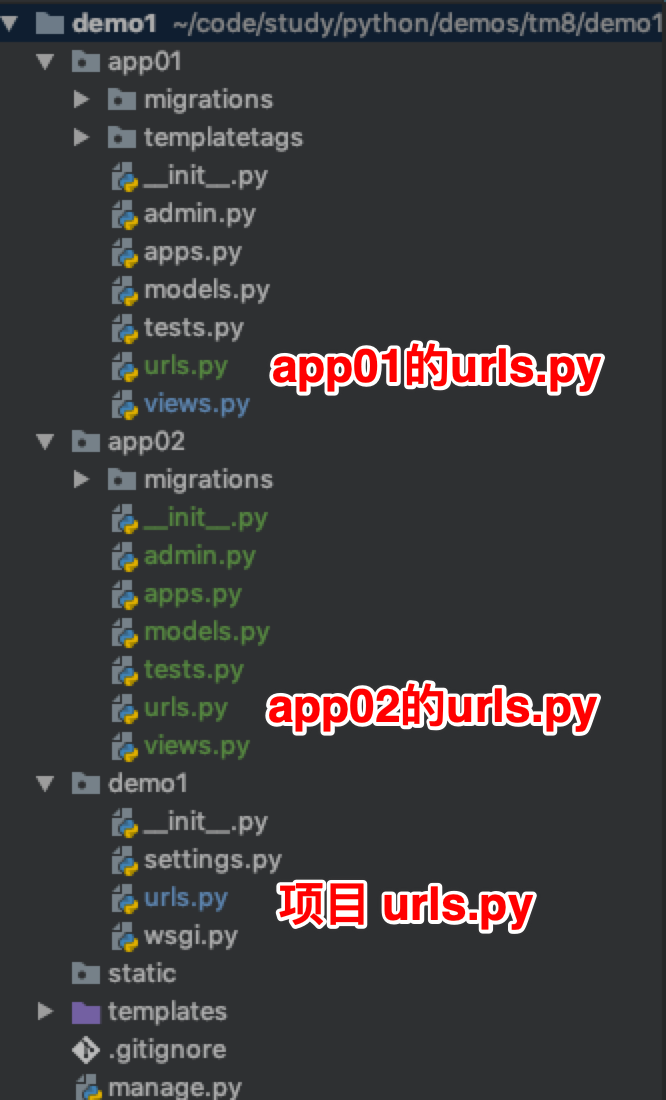 demo1 ~/code/study/python/demos/tm8/demo1
app01
migrations
templatetags
__init__.py
admin.py
apps.py
models.py
tests.py
urls.py app01的urls.py
views.py
app02
migrations
__init__.py
admin.py
apps.py
models.py
tests.py
urls.py app02的urls.py
views.py
demo1
__init__.py
settings.py
urls.py 项目 urls.py
wsgi.py
static
templates
.gitignore
manage.py